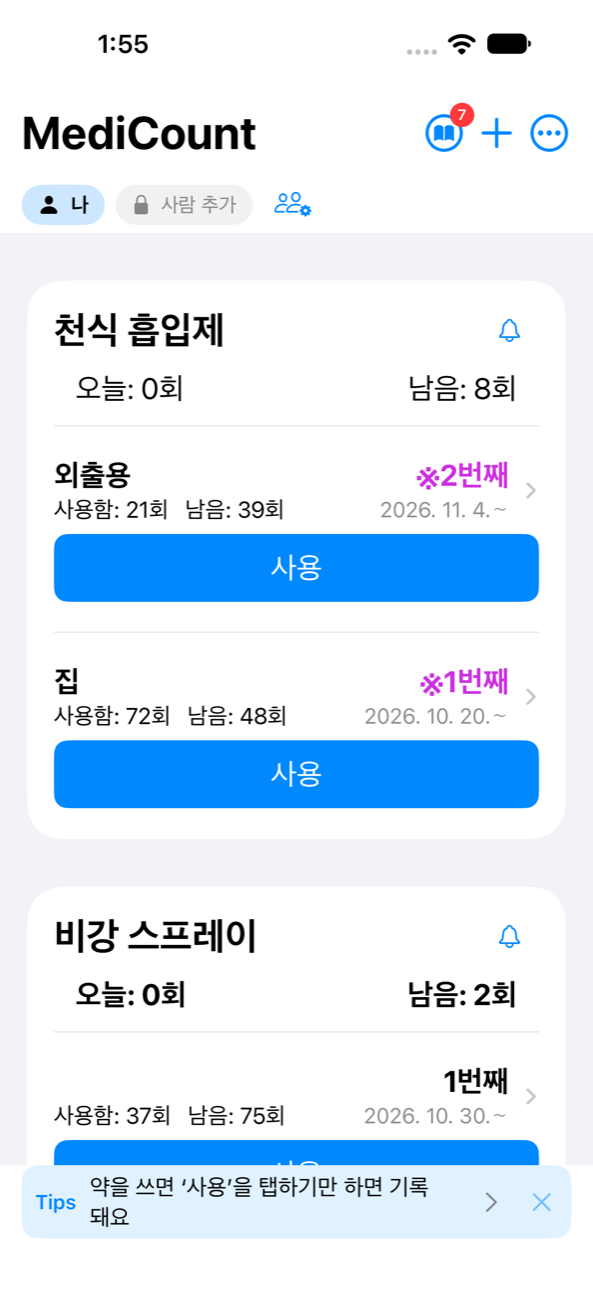 1:55
MediCount
7
나
사람 추가
천식 흡입제
오늘: 0회 남음: 8회
외출용 ※2번째
사용함: 21회 남음: 39회 2026. 11. 4.~
사용
집 ※1번째
사용함: 72회 남음: 48회 2026. 10. 20.~
사용
비강 스프레이
오늘: 0회 남음: 2회
1번째
사용함: 37회 남음: 75회 2026. 10. 30.~
Tips 약을 쓰면 ‘사용’을 탭하기만 하면 기록
돼요